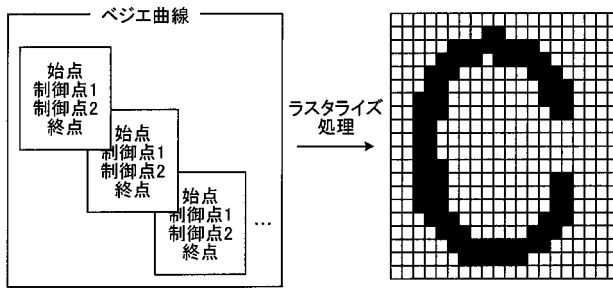 ベジエ曲線
始点
制御点1
制御点2
終点
始点
制御点1
制御点2
終点
始点
制御点1
制御点2
終点
…
ラスタライズ
処理